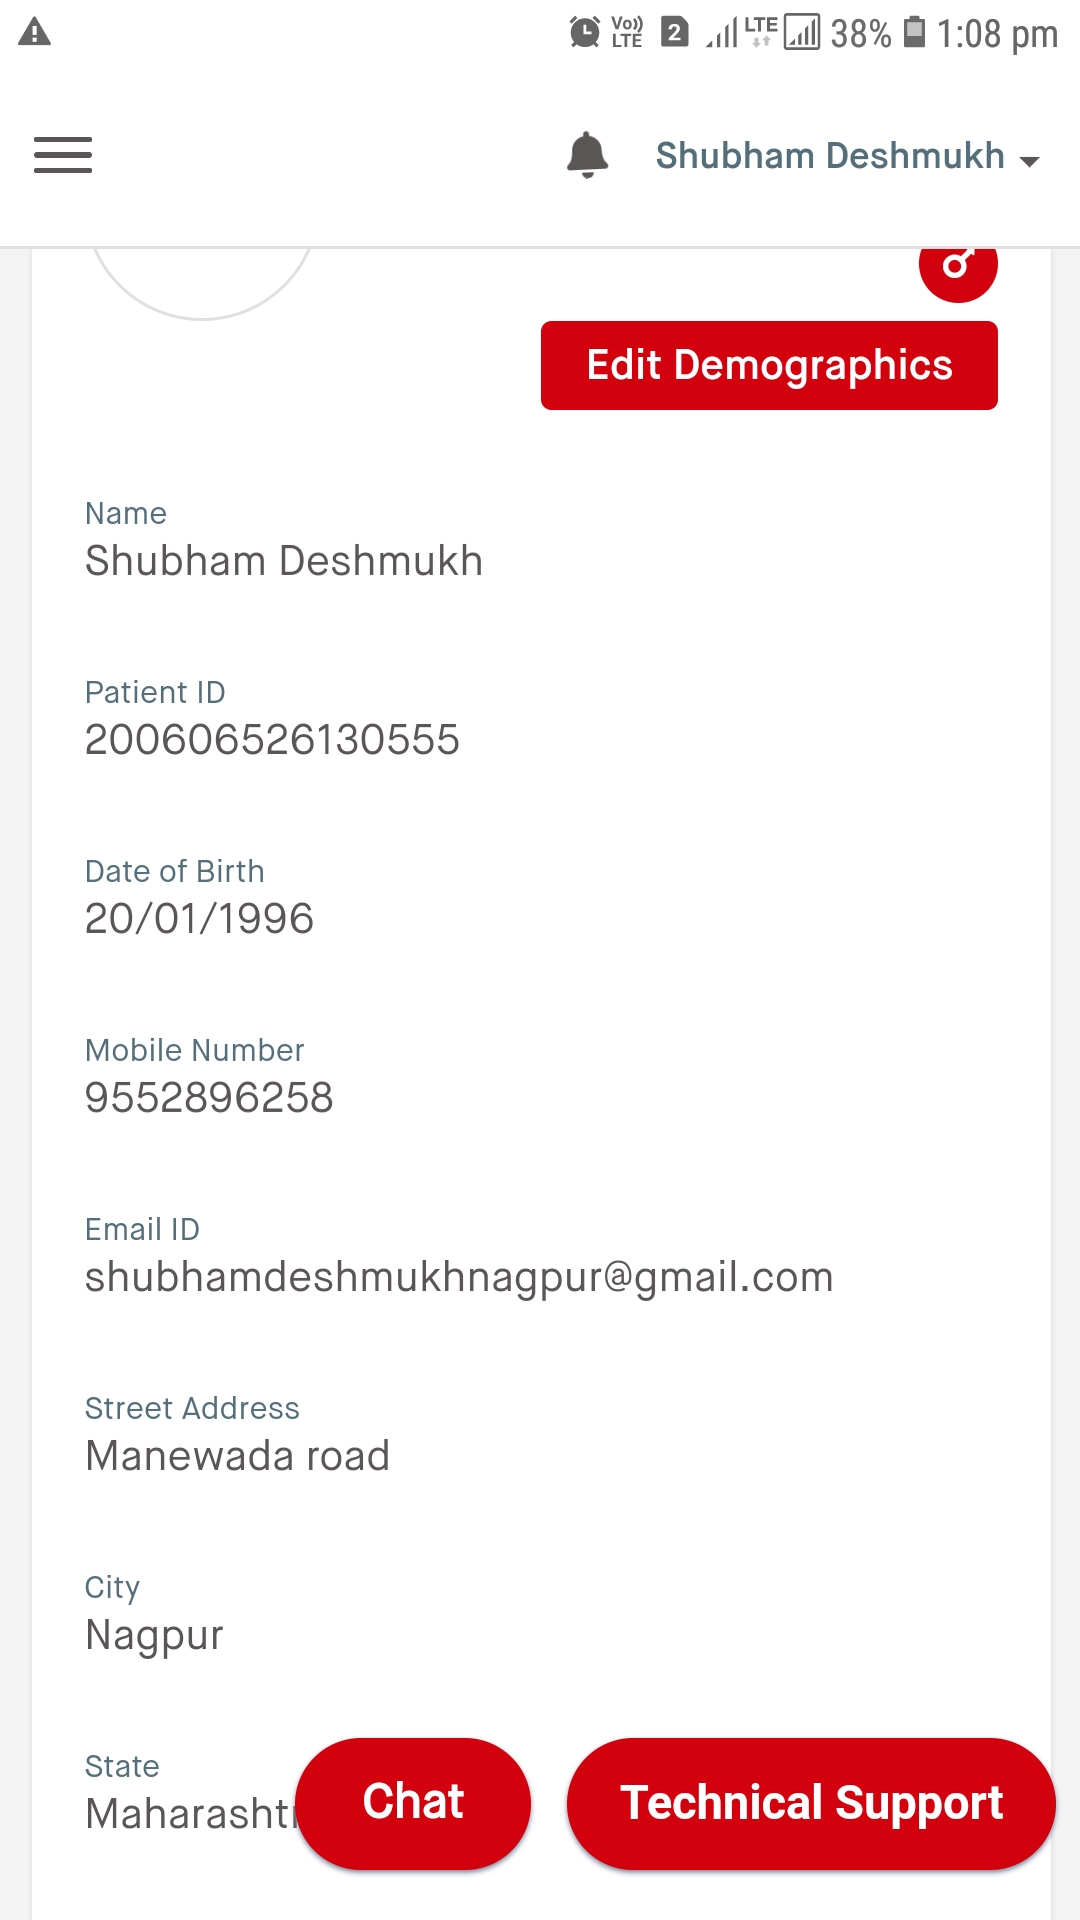 Vo)) LTE 2 LTE 38% 1:08 pm
Shubham Deshmukh
Edit Demographics
Name
Shubham Deshmukh
Patient ID
200606526130555
Date of Birth
20/01/1996
Mobile Number
9552896258
Email ID
shubhamdeshmukhnagpur@gmail.com
Street Address
Manewada road
City
Nagpur
State
Chat
Technical Support